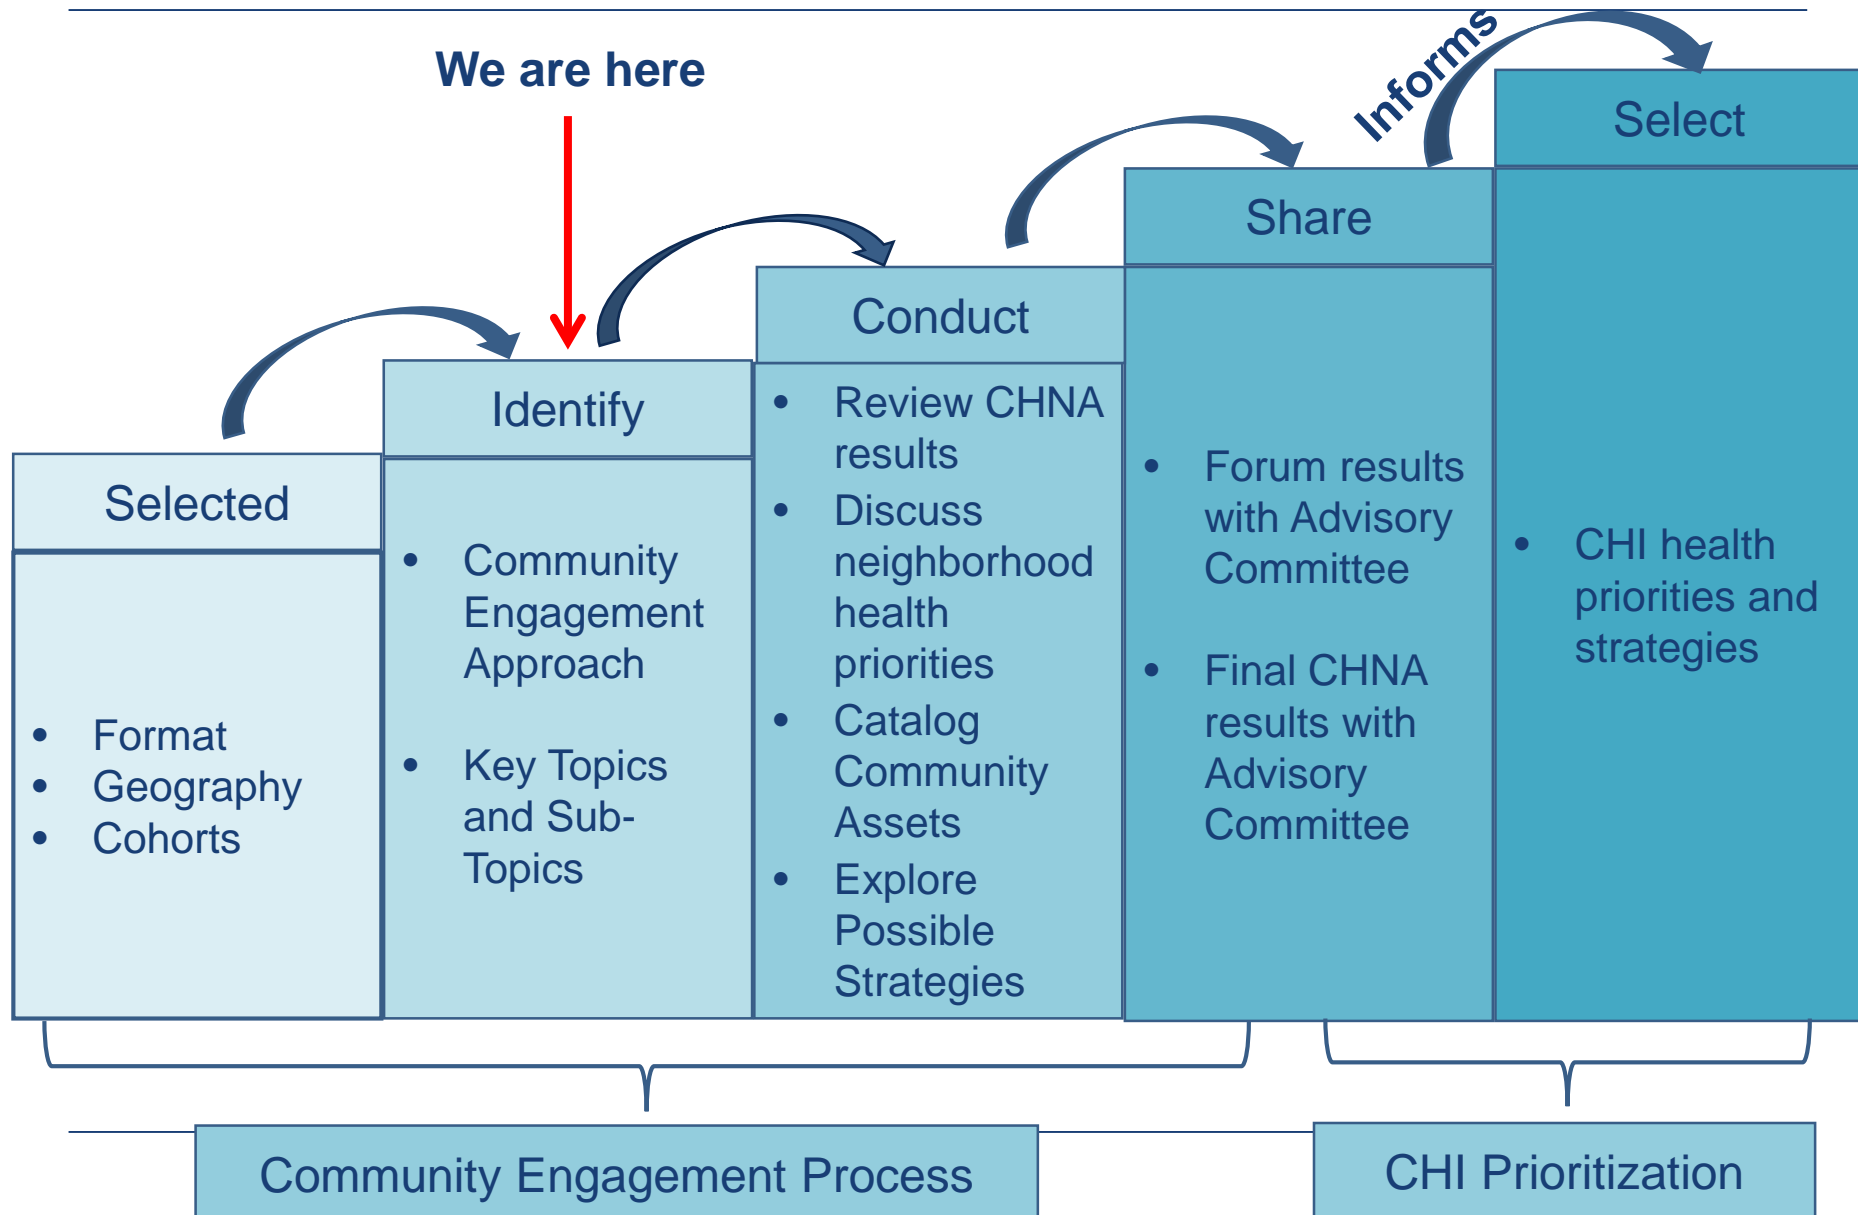 We are here
Informs
Selected
• Format
• Geography
• Cohorts
Identify
• Community
Engagement
Approach
• Key Topics
and Sub-
Topics
Conduct
• Review CHNA
results
• Discuss
neighborhood
health
priorities
• Catalog
Community
Assets
• Explore
Possible
Strategies
Share
• Forum results
with Advisory
Committee
• Final CHNA
results with
Advisory
Committee
Select
• CHI health
priorities and
strategies
Community Engagement Process
CHI Prioritization